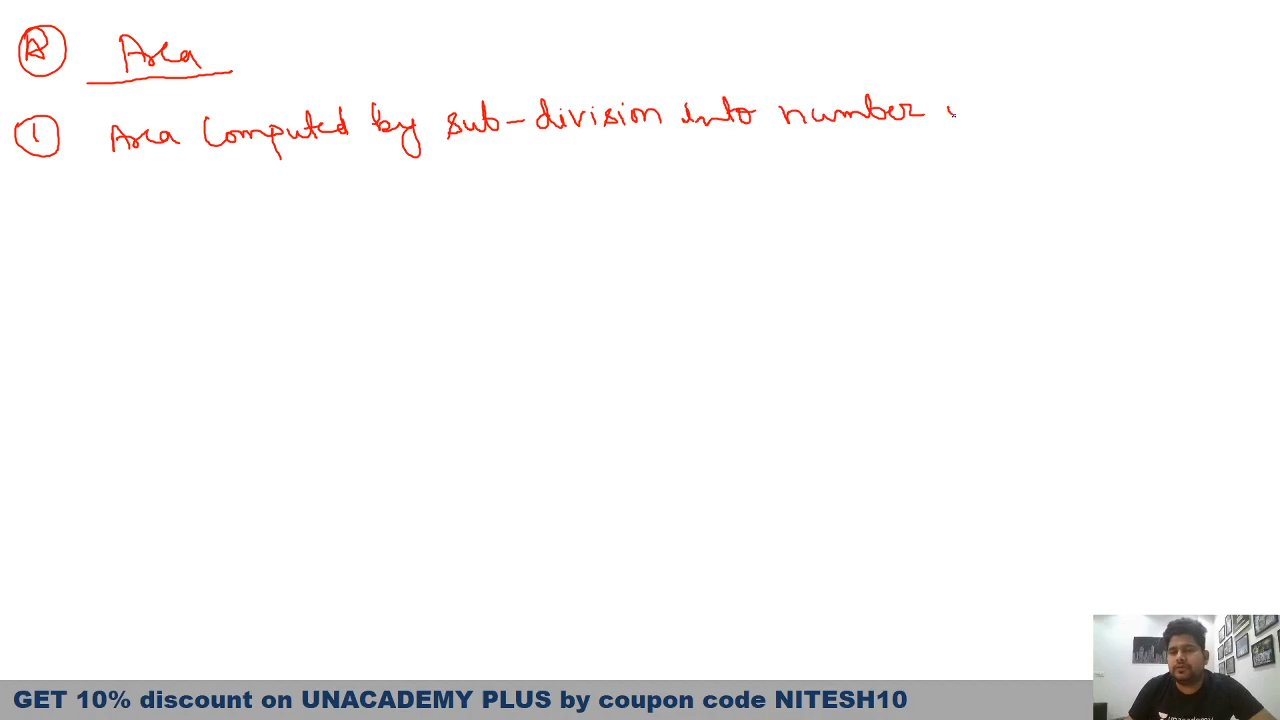 A Area
1 Area Computed by sub-division into number
GET 10% discount on UNACADEMY PLUS by coupon code NITESH10
unacademy